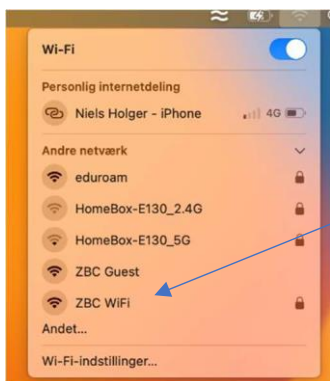 Wi-Fi
Personlig internetdeling
Niels Holger - iPhone 4G
Andre netværk
eduroam
HomeBox-E130_2.4G
HomeBox-E130_5G
ZBC Guest
ZBC WiFi
Andet...
Wi-Fi-indstillinger...